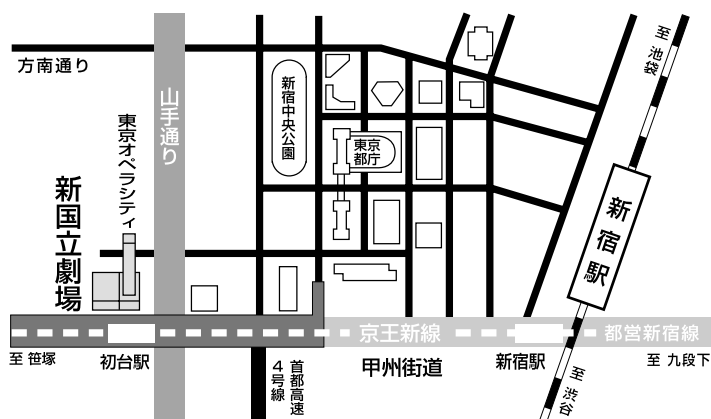 至 池袋
方南通り
山手通り
新宿中央公園
東京オペラシティ
東京
都庁
新国立劇場
新宿駅
京王新線
都営新宿線
至 笹塚
初台駅
首都高速
4号線
甲州街道
新宿駅
至 九段下
至 渋谷